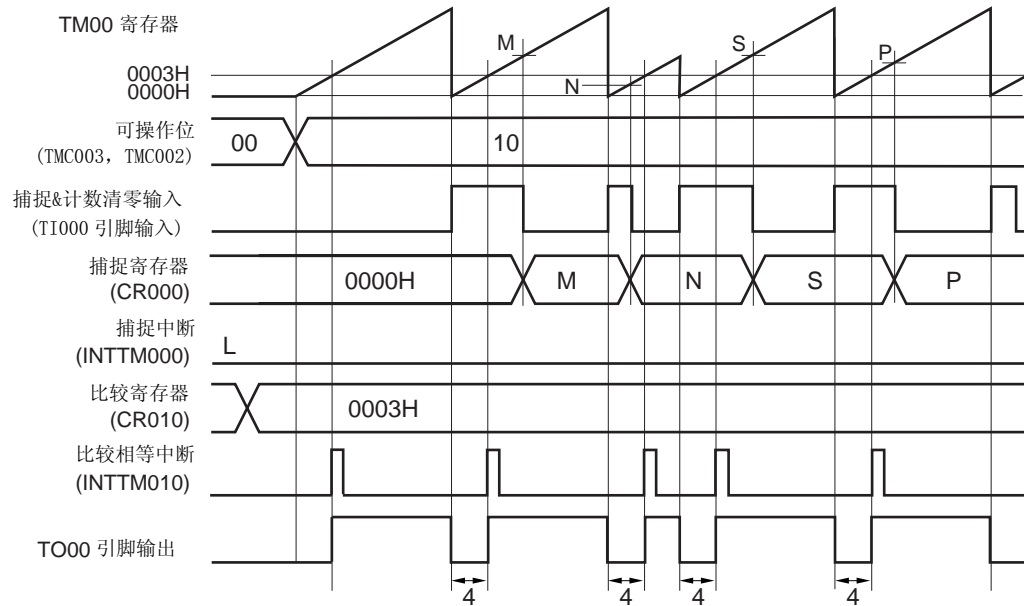 TM00 寄存器
M
N
S
P
0003H
0000H
可操作位
(TMC003，TMC002)
00
10
捕捉&计数清零输入
(TI000 引脚输入)
捕捉寄存器
(CR000)
0000H
M
N
S
P
捕捉中断
(INTTM000)
L
比较寄存器
(CR010)
0003H
比较相等中断
(INTTM010)
TO00 引脚输出
4
4
4
4